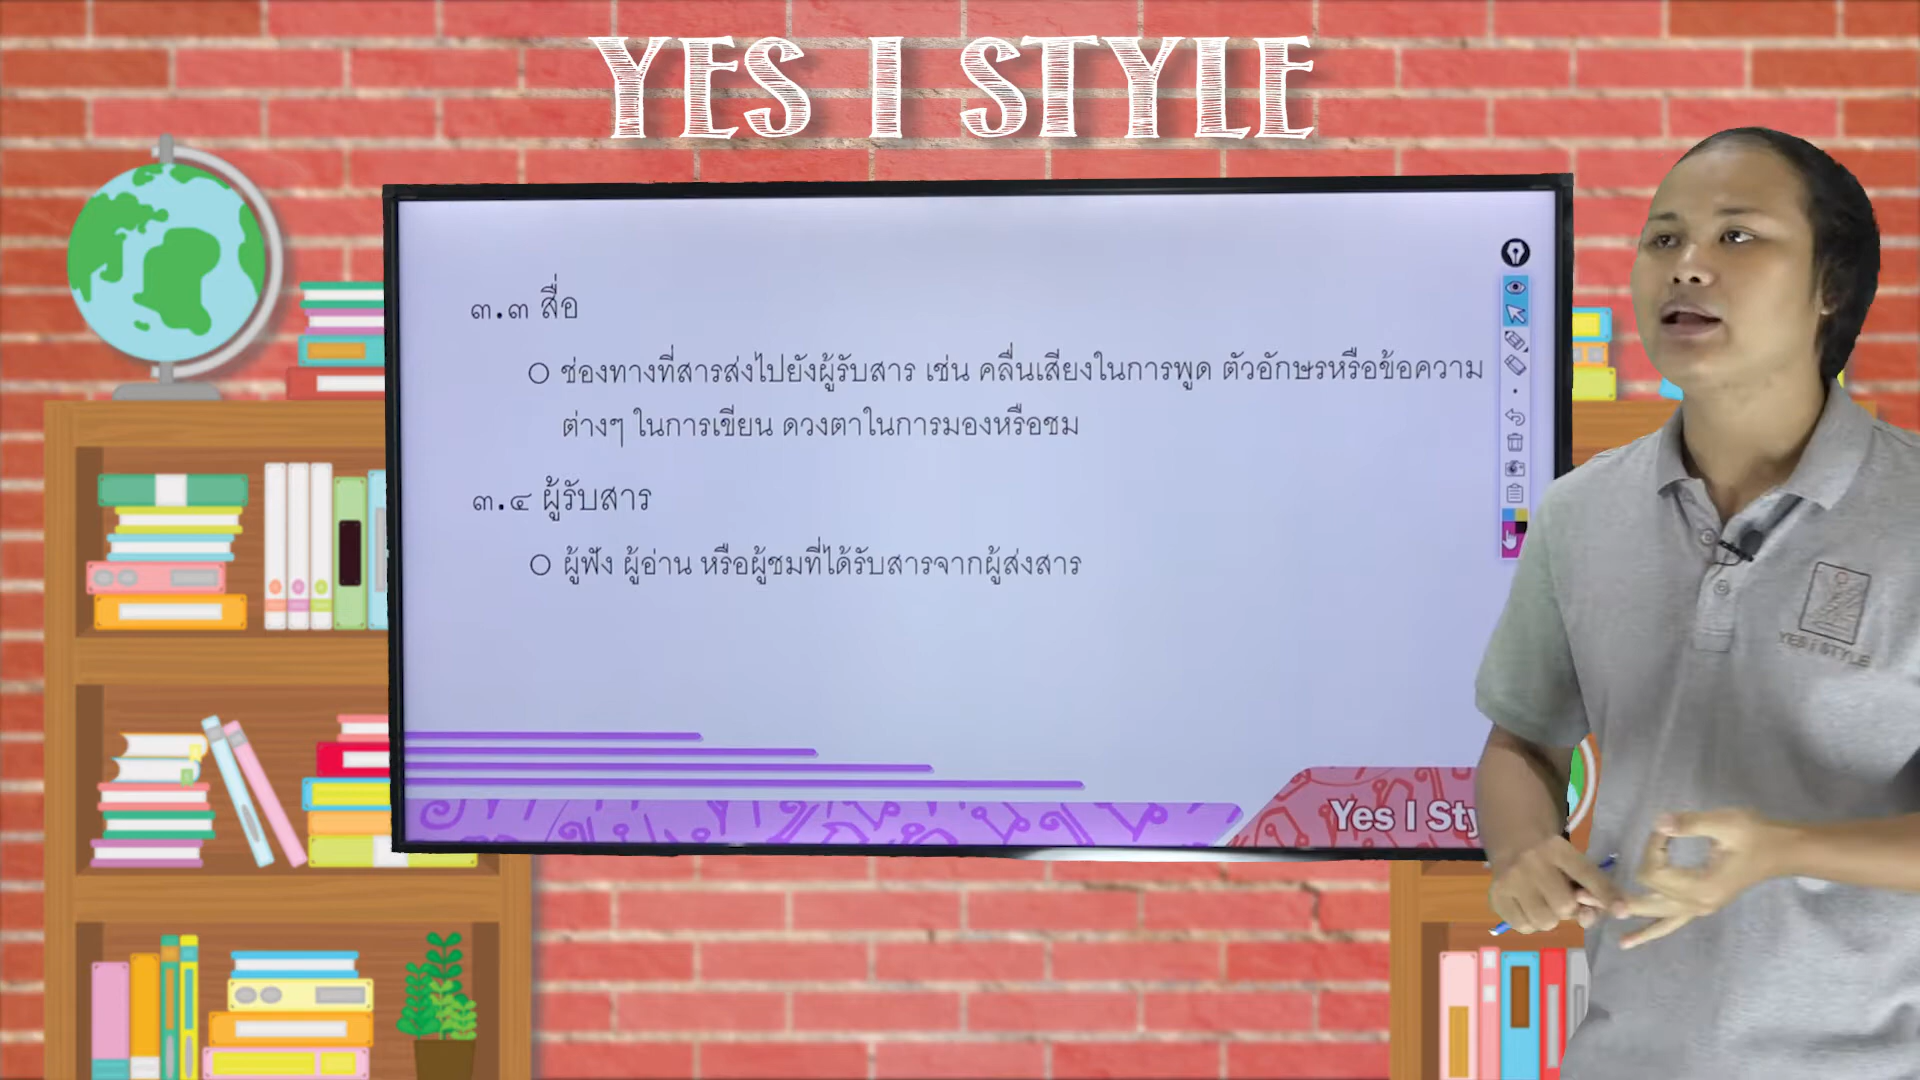 YES I STYLE
๓.๓ สื่อ
○ ช่องทางที่สารส่งไปยังผู้รับสาร เช่น คลื่นเสียงในการพูด ตัวอักษรหรือข้อความ
ต่างๆ ในการเขียน ดวงตาในการมองหรือชม
๓.๔ ผู้รับสาร
○ ผู้ฟัง ผู้อ่าน หรือผู้ชมที่ได้รับสารจากผู้ส่งสาร
YES i STYLE
Yes I Sty